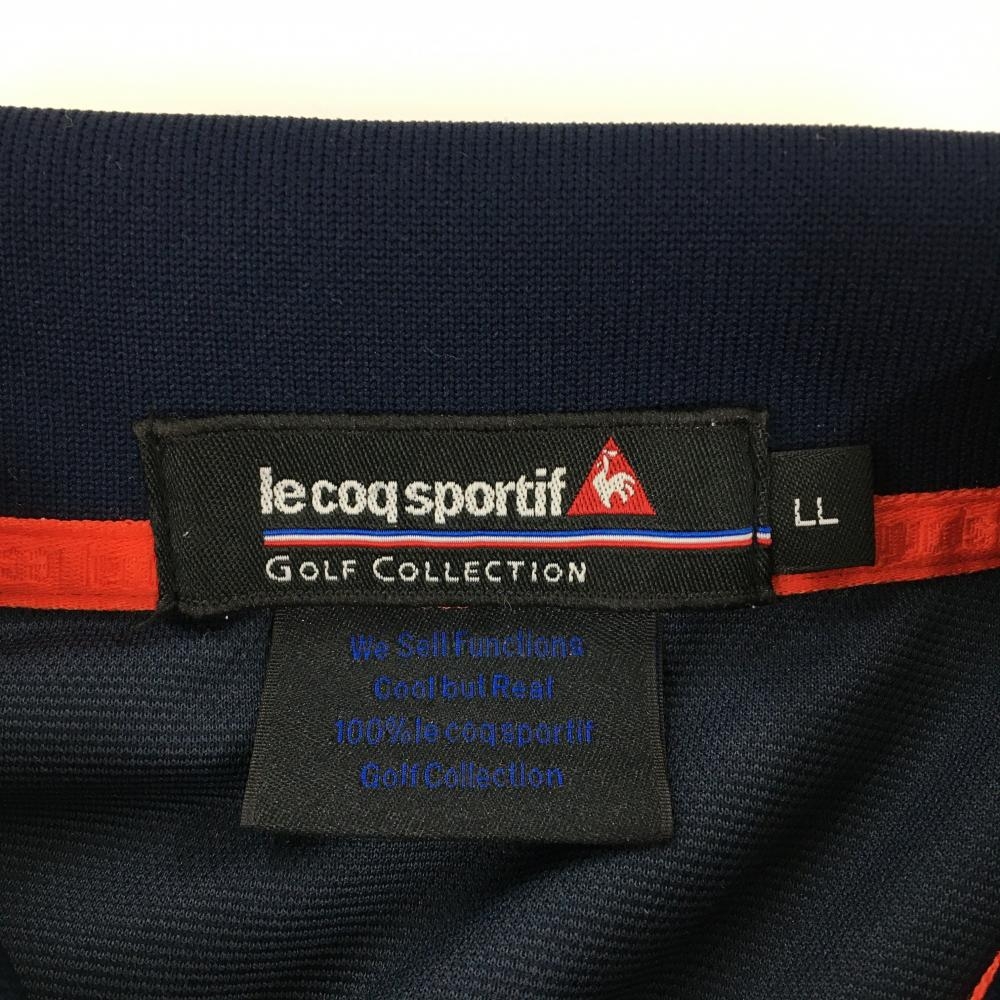 le coq sportif
GOLF COLLECTION
LL
We Sell Functions
Cool but Real
100% le coq sportif
Golf Collection